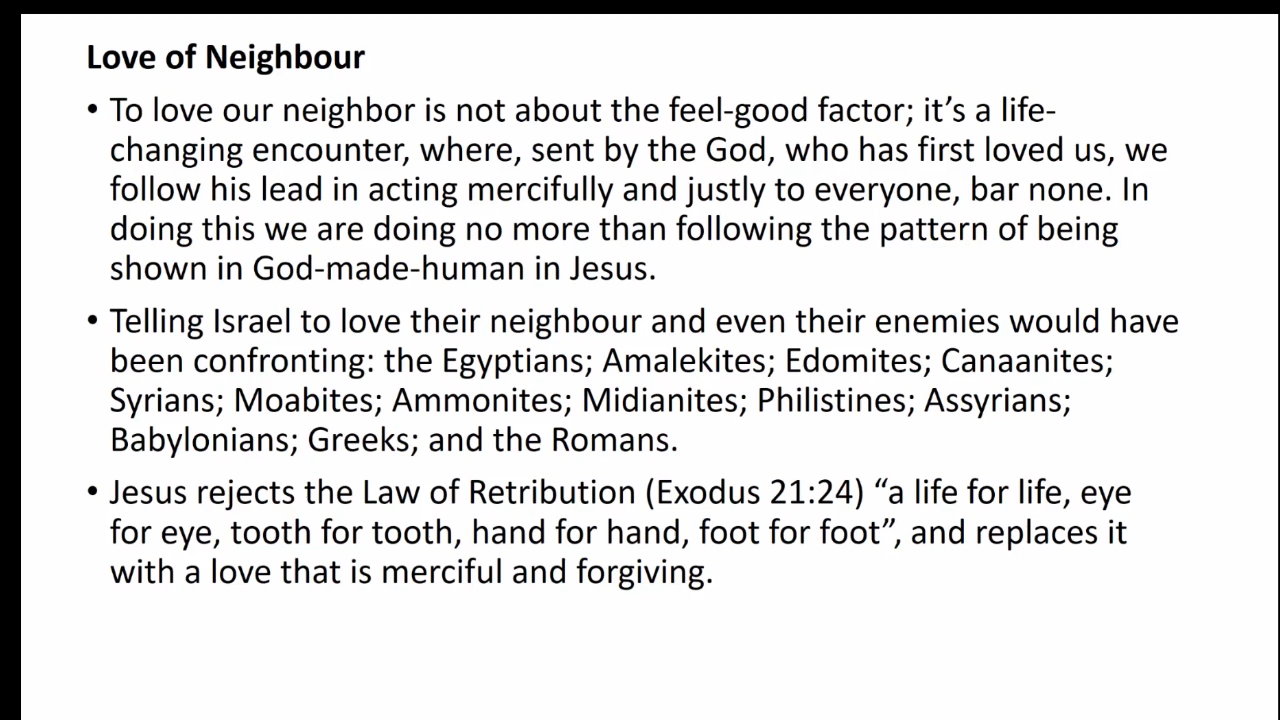 Love of Neighbour
• To love our neighbor is not about the feel-good factor; it’s a life-
changing encounter, where, sent by the God, who has first loved us, we
follow his lead in acting mercifully and justly to everyone, bar none. In
doing this we are doing no more than following the pattern of being
shown in God-made-human in Jesus.
• Telling Israel to love their neighbour and even their enemies would have
been confronting: the Egyptians; Amalekites; Edomites; Canaanites;
Syrians; Moabites; Ammonites; Midianites; Philistines; Assyrians;
Babylonians; Greeks; and the Romans.
• Jesus rejects the Law of Retribution (Exodus 21:24) “a life for life, eye
for eye, tooth for tooth, hand for hand, foot for foot”, and replaces it
with a love that is merciful and forgiving.